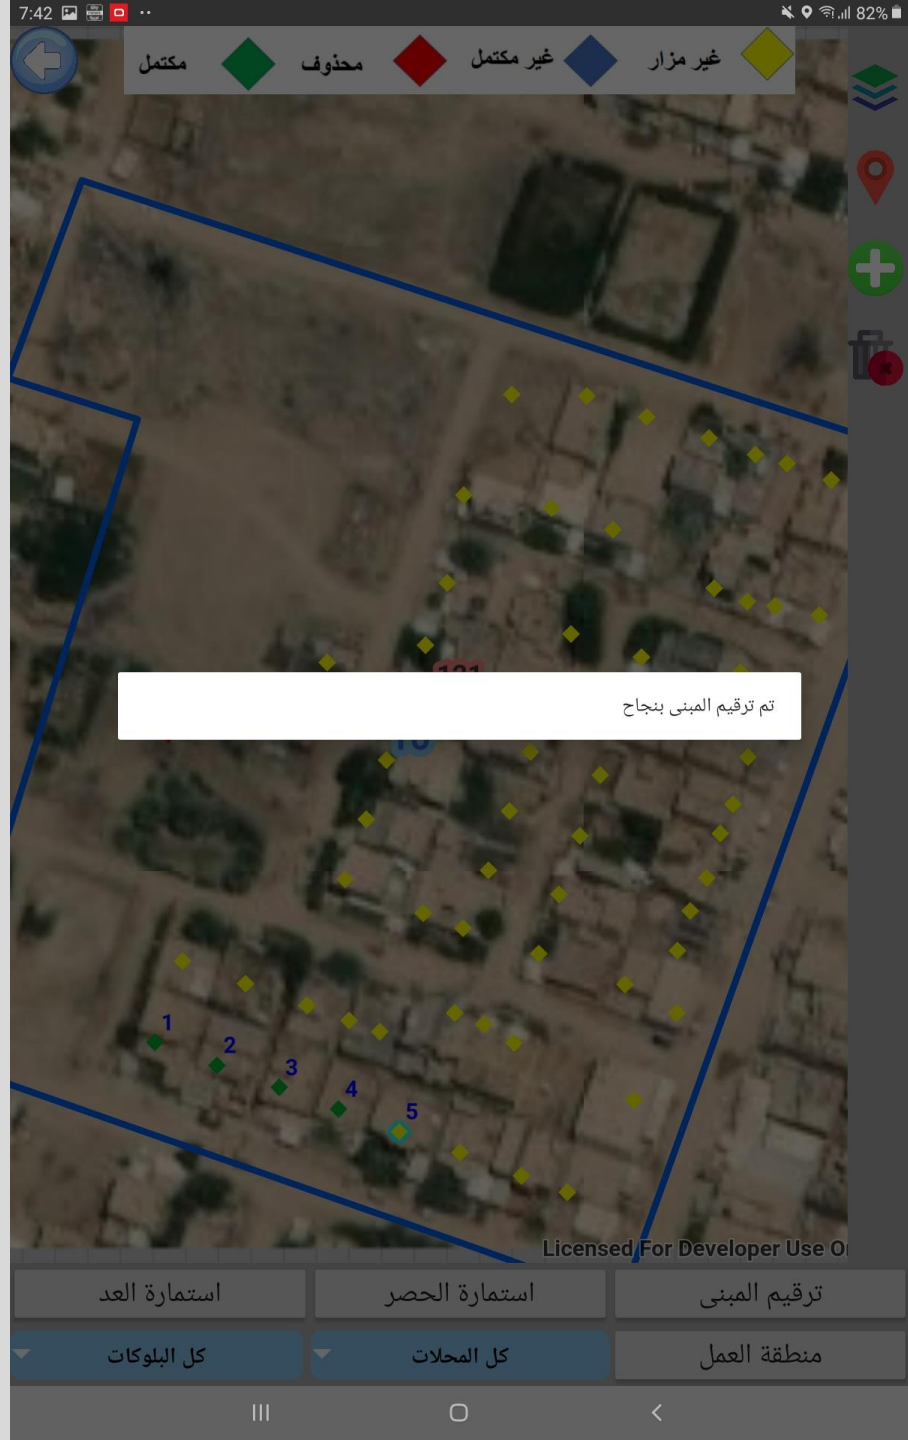 7:42
82%
غير مزار
غير مكتمل
محذوف
مكتمل
تم ترقيم المبنى بنجاح
1
2
3
4
5
Licensed For Developer Use
ترقيم المبنى
استمارة الحصر
استمارة العد
منطقة العمل
كل المحلات
كل البلوكات